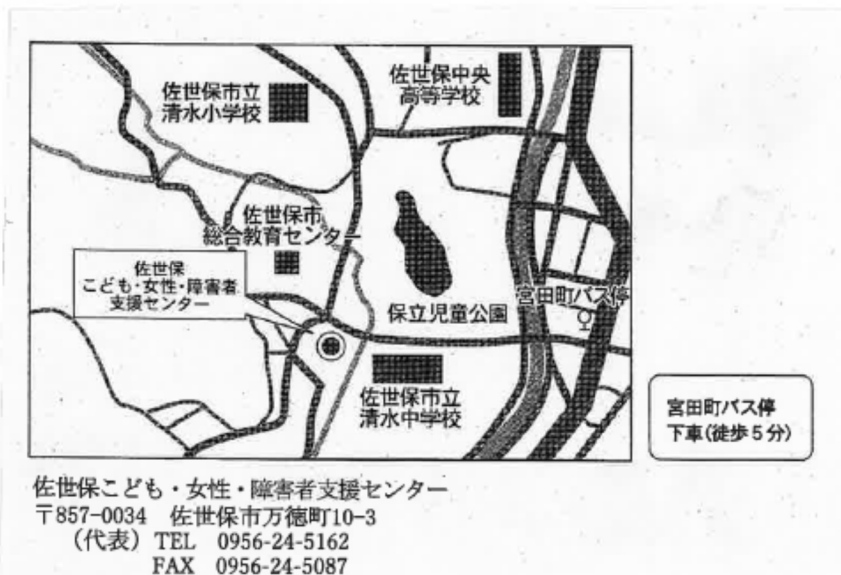 佐世保市立
清水小学校
佐世保中央
高等学校
佐世保市
総合教育センター
佐世保
こども・女性・障害者
支援センター
保立児童公園
宮田町バス停
佐世保市立
清水中学校
宮田町バス停
下車(徒歩5分)
佐世保こども・女性・障害者支援センター
〒857-0034 佐世保市万徳町10-3
(代表) TEL 0956-24-5162
FAX 0956-24-5087